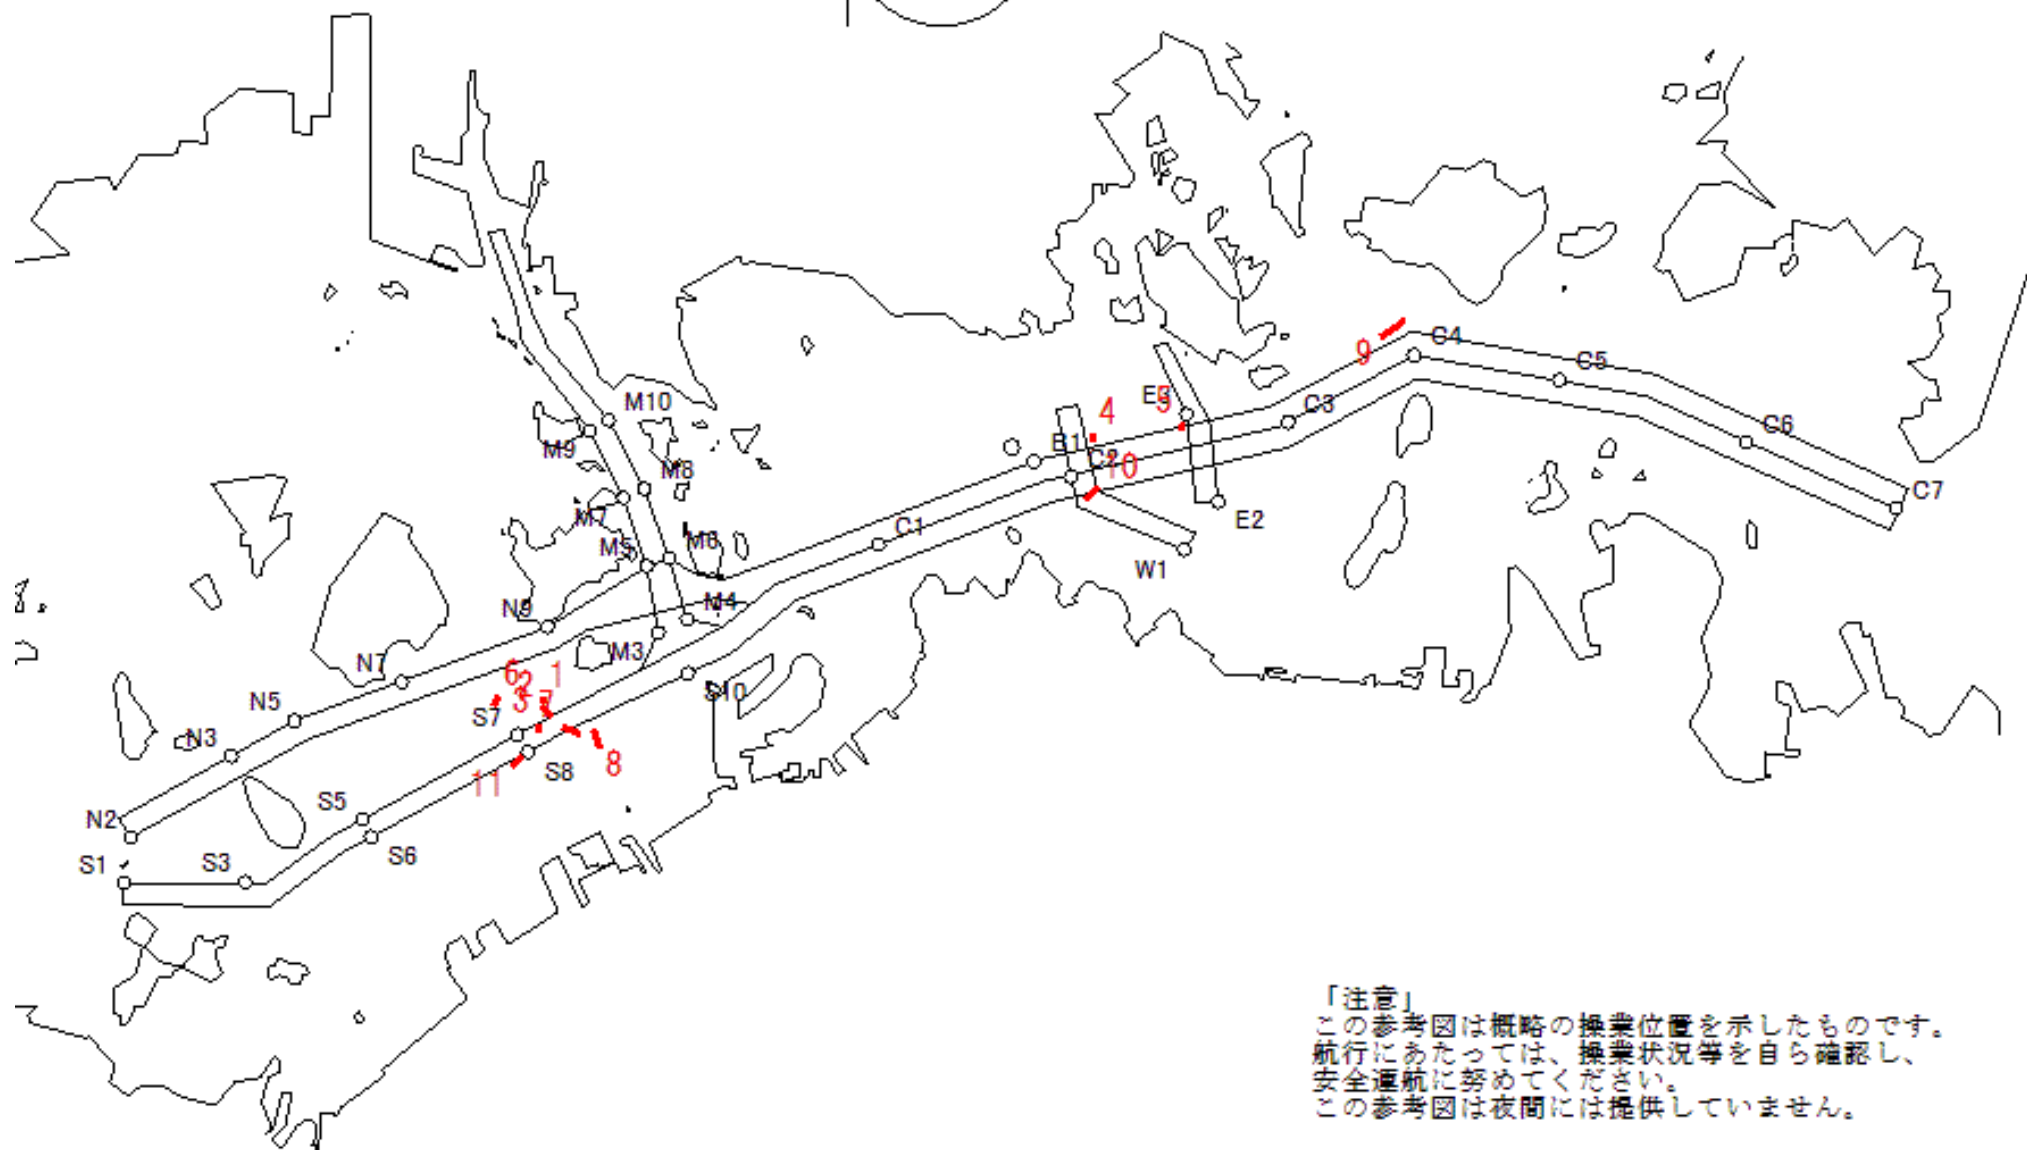 C4
9
C5
M10
E3
5
4
C3
C6
M9
B1
C2
10
M8
C7
M7
E2
C1
M5
M6
W1
N9
M4
M3
N7
6
2
1
S10
3
7
N5
S7
N3
8
S8
11
S5
N2
S6
S1
S3
「注意」
この参考図は概略の操業位置を示したものです。
航行にあたっては、操業状況等を自ら確認し、
安全運航に努めてください。
この参考図は夜間には提供していません。